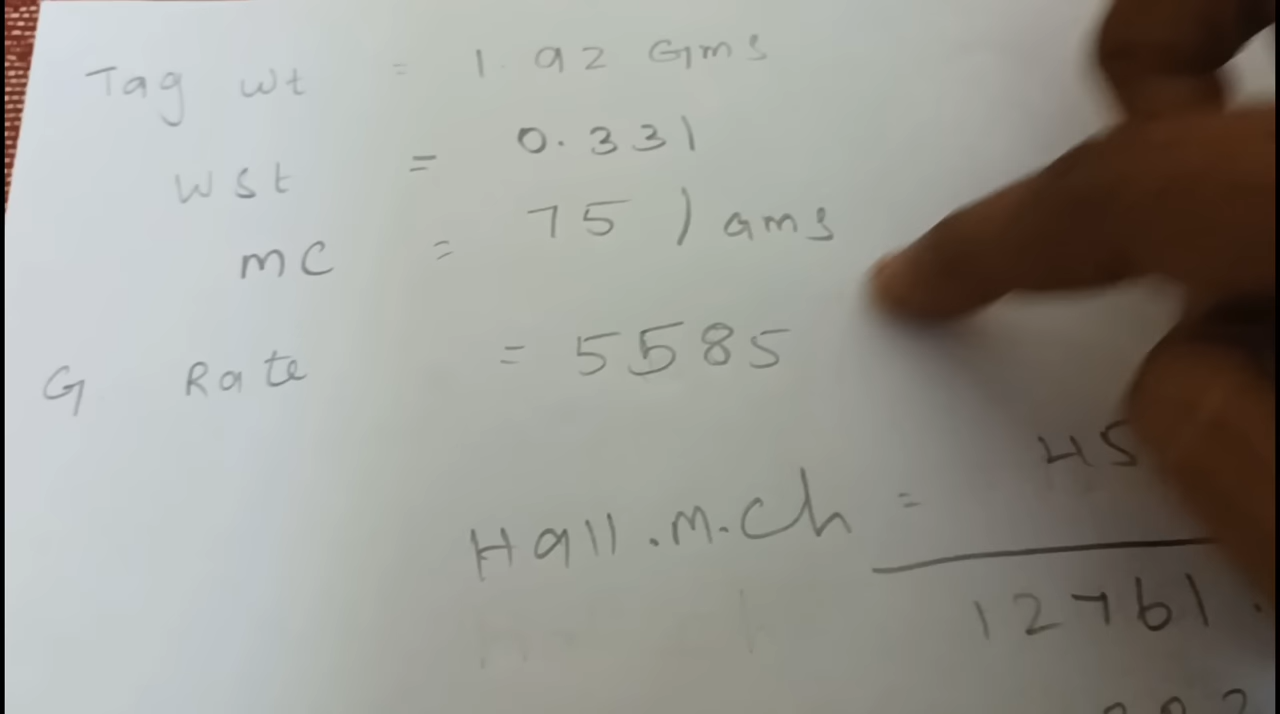 Tag wt = 1.92 Gms
wst = 0.331
mc = 75 / Gms
G Rate = 5585
Hall.M.Ch = 45
12761.